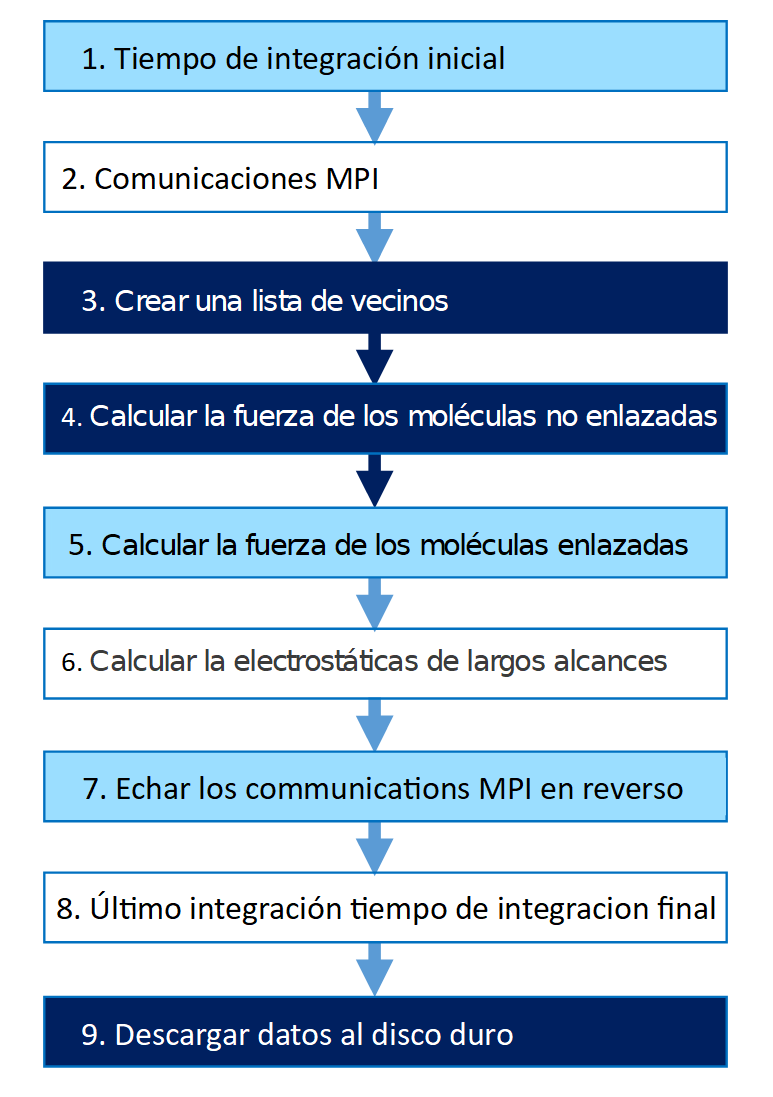 1. Tiempo de integración inicial
2. Comunicaciones MPI
3. Crear una lista de vecinos
4. Calcular la fuerza de los moléculas no enlazadas
5. Calcular la fuerza de los moléculas enlazadas
6. Calcular la electrostáticas de largos alcances
7. Echar los communications MPI en reverso
8. Último integración tiempo de integracion final
9. Descargar datos al disco duro